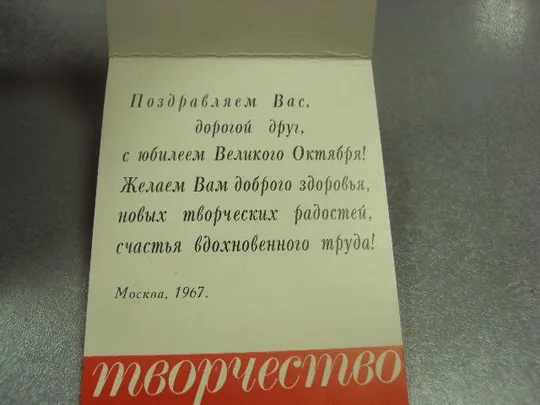 Поздравляем Вас,
дорогой друг,
с юбилеем Великого Октября!
Желаем Вам доброго здоровья,
новых творческих радостей,
счастья вдохновенного труда!
Москва, 1967.
творчество